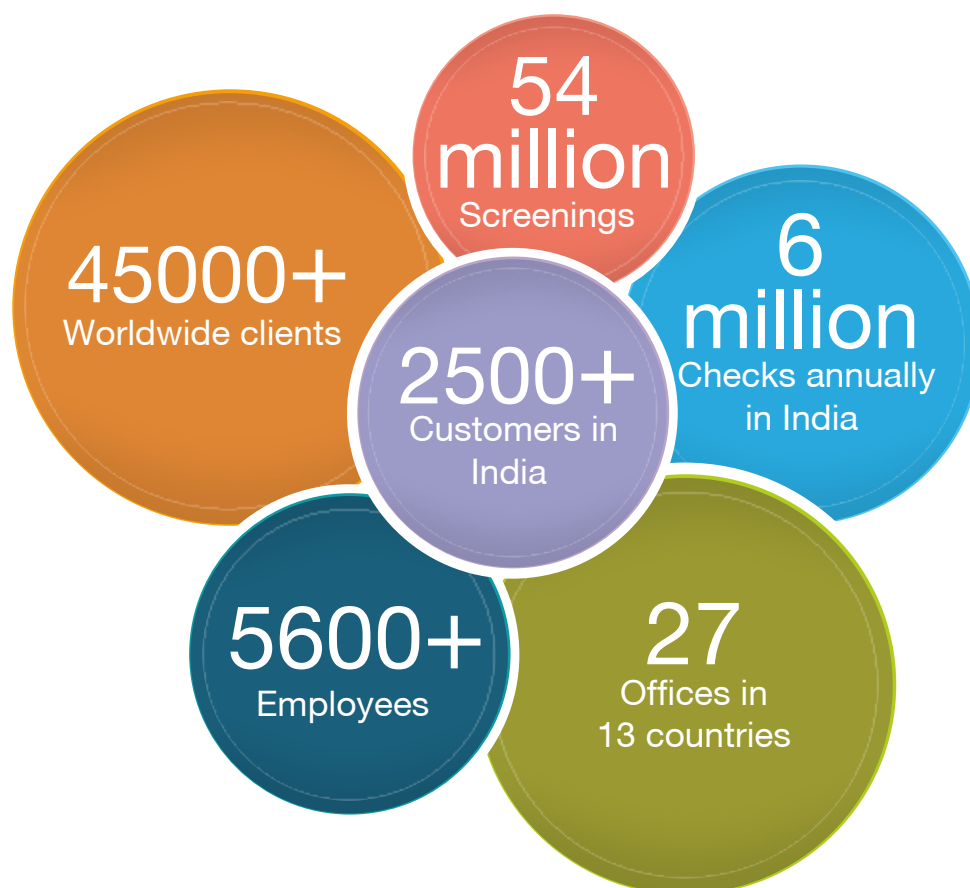 54
million
Screenings
45000+
Worldwide clients
6
million
Checks annually
in India
2500+
Customers in
India
5600+
Employees
27
Offices in
13 countries